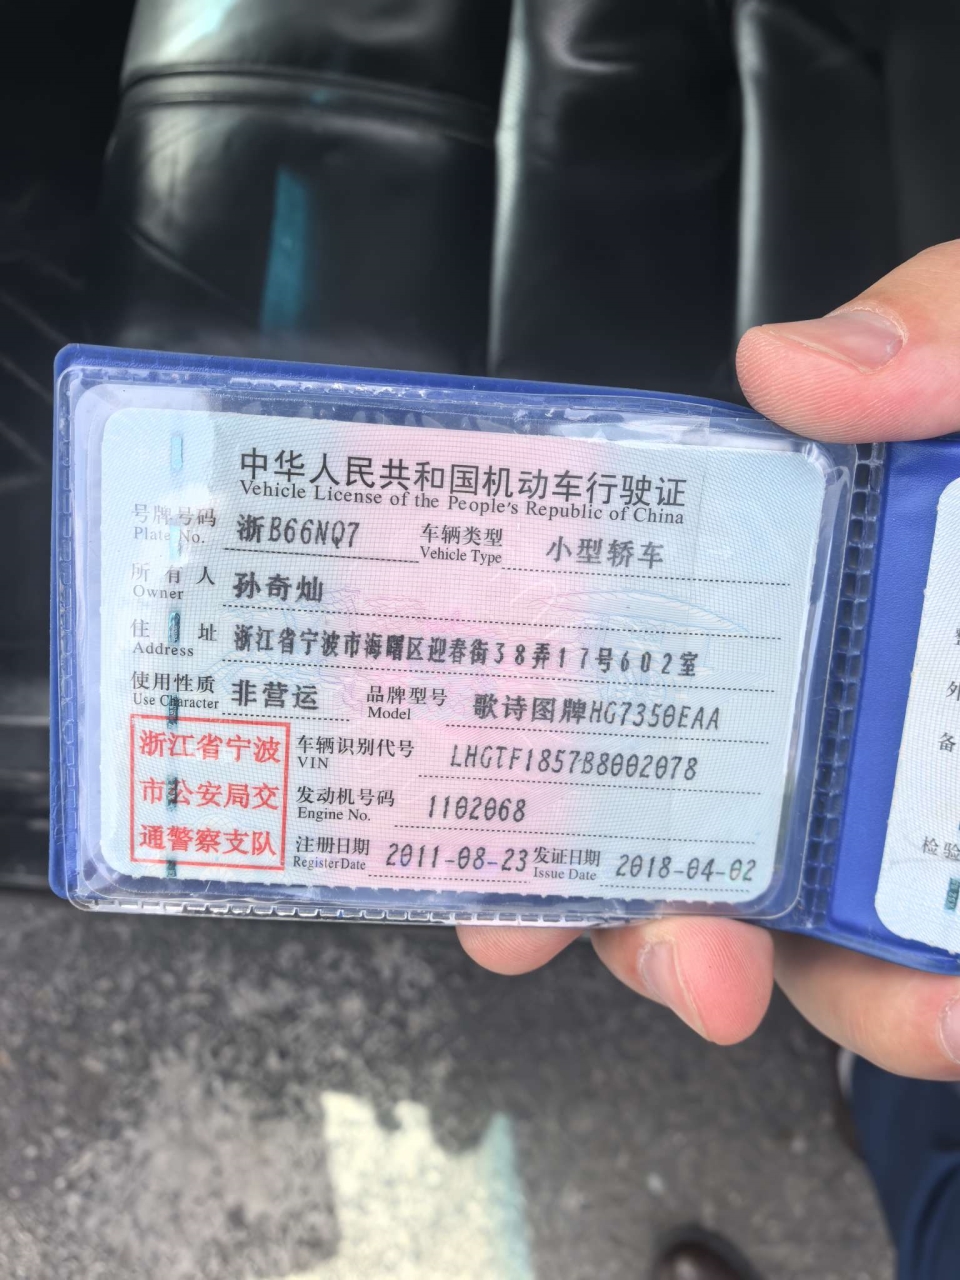 中华人民共和国机动车行驶证
Vehicle License of the People's Republic of China
号牌号码 浙B66NQ7 车辆类型 小型轿车
Plate No. Vehicle Type
所有人 孙奇灿
Owner
住址 浙江省宁波市海曙区迎春街38弄17号602室
Address
使用性质 非营运 品牌型号 歌诗图牌HG7350EAA
Use Character Model
浙江省宁波
市公安局交
通警察支队
车辆识别代号 LHGTF1857B8002078
VIN
发动机号码 1102068
Engine No.
注册日期 2011-08-23 发证日期 2018-04-02
Register Date Issue Date
外
备
检验